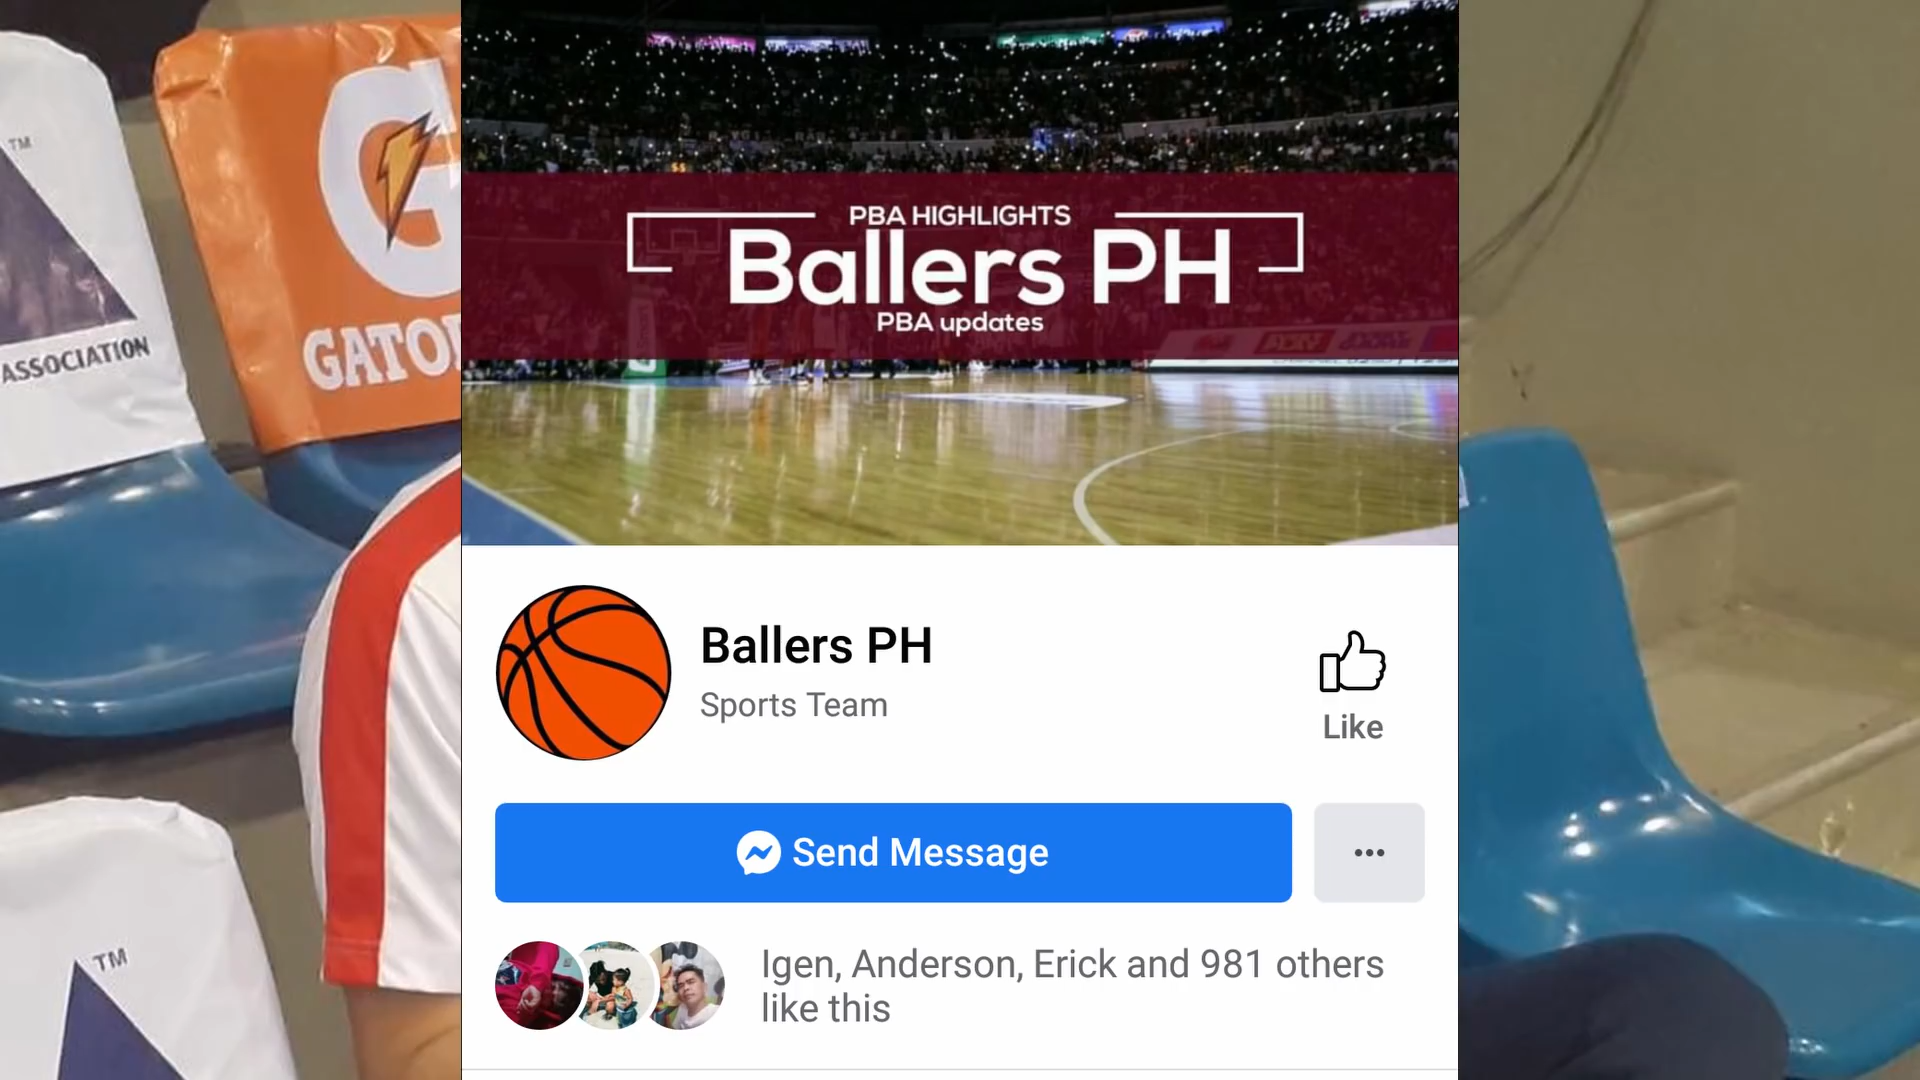 TM
ASSOCIATION
G
GATO
PBA HIGHLIGHTS
Ballers PH
PBA updates
Ballers PH
Sports Team
Like
Send Message
Igen, Anderson, Erick and 981 others
like this
TM